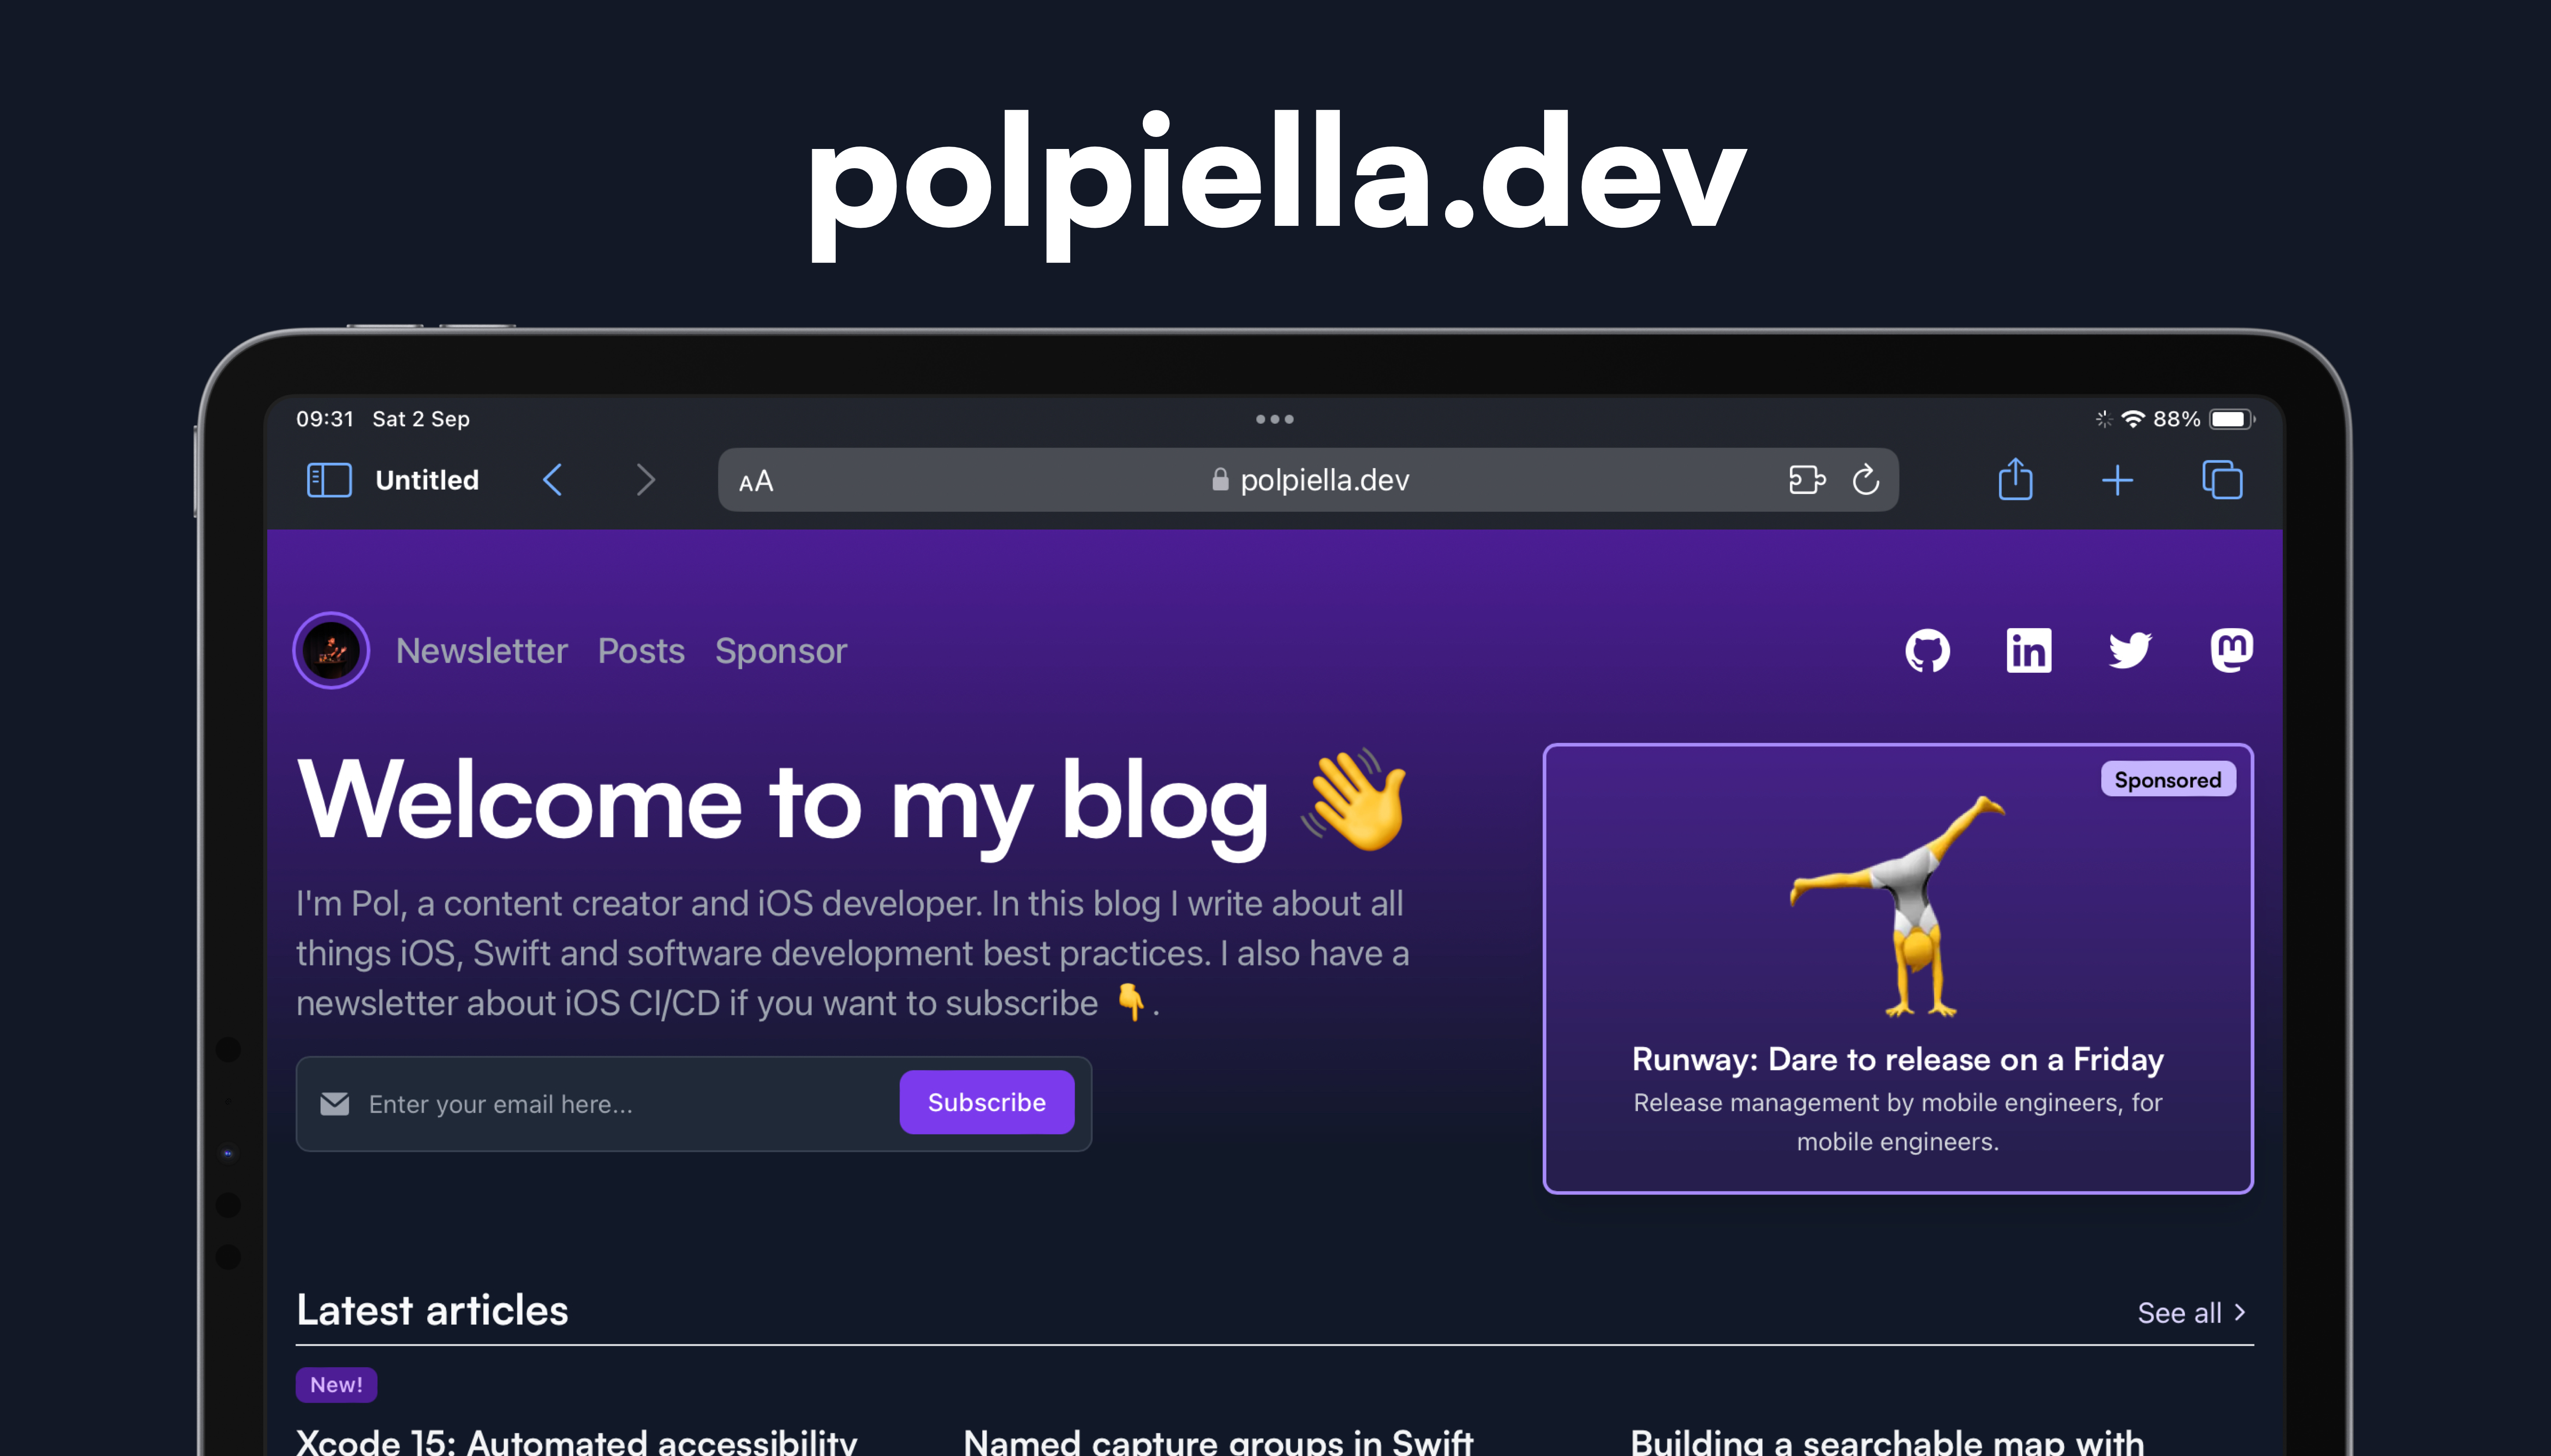 polpiella.dev
09:31 Sat 2 Sep
88%
Untitled
AA
polpiella.dev
Newsletter Posts Sponsor
in
m
Welcome to my blog 👋
I'm Pol, a content creator and iOS developer. In this blog I write about all
things iOS, Swift and software development best practices. I also have a
newsletter about iOS CI/CD if you want to subscribe 👇.
Enter your email here...
Subscribe
Sponsored
Runway: Dare to release on a Friday
Release management by mobile engineers, for
mobile engineers.
Latest articles
See all >
New!
Xcode 15: Automated accessibility
Named capture groups in Swift
Building a searchable map with